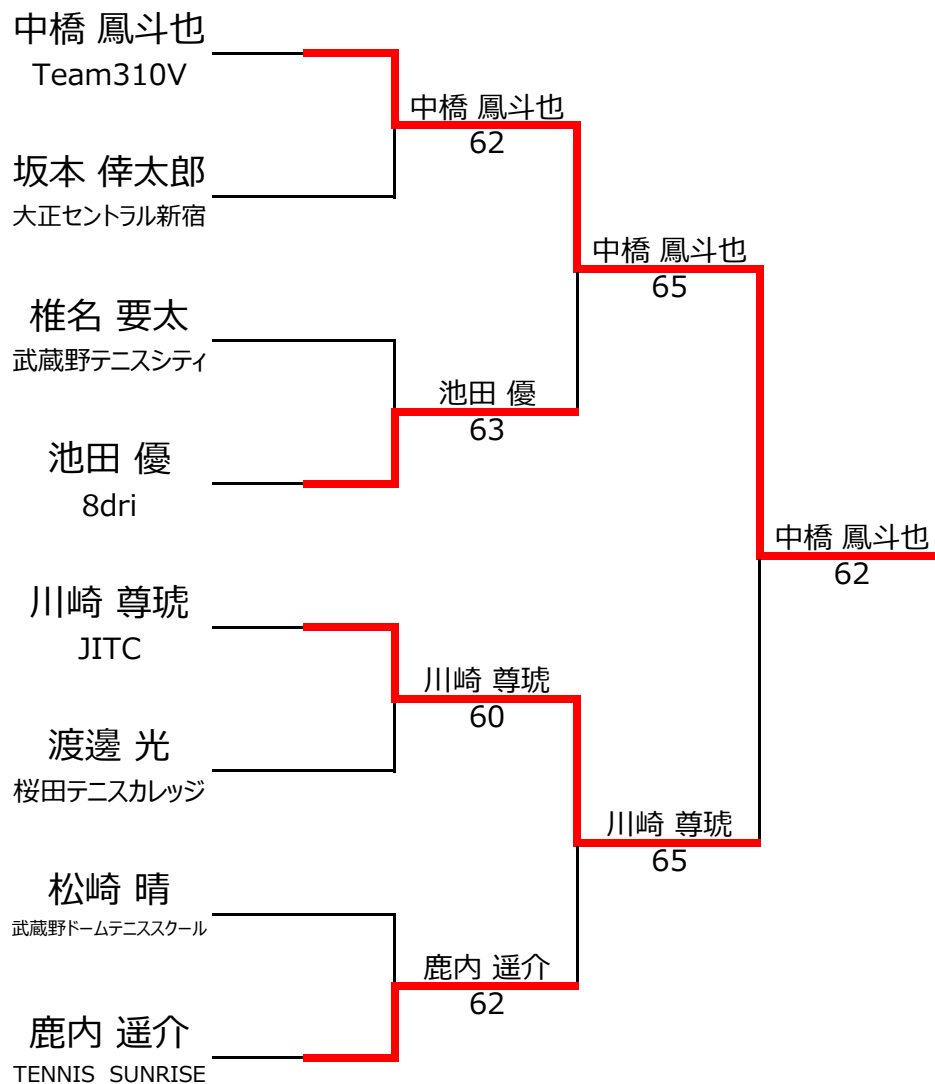 中橋 鳳斗也
Team310V
坂本 倖太郎
大正セントラル新宿
椎名 要太
武蔵野テニスシティ
池田 優
8dri
川崎 尊琥
JITC
渡邊 光
桜田テニスカレッジ
松崎 晴
武蔵野ドームテニススクール
鹿内 遥介
TENNIS SUNRISE
中橋 鳳斗也
62
池田 優
63
川崎 尊琥
60
鹿内 遥介
62
中橋 鳳斗也
65
川崎 尊琥
65
中橋 鳳斗也
62